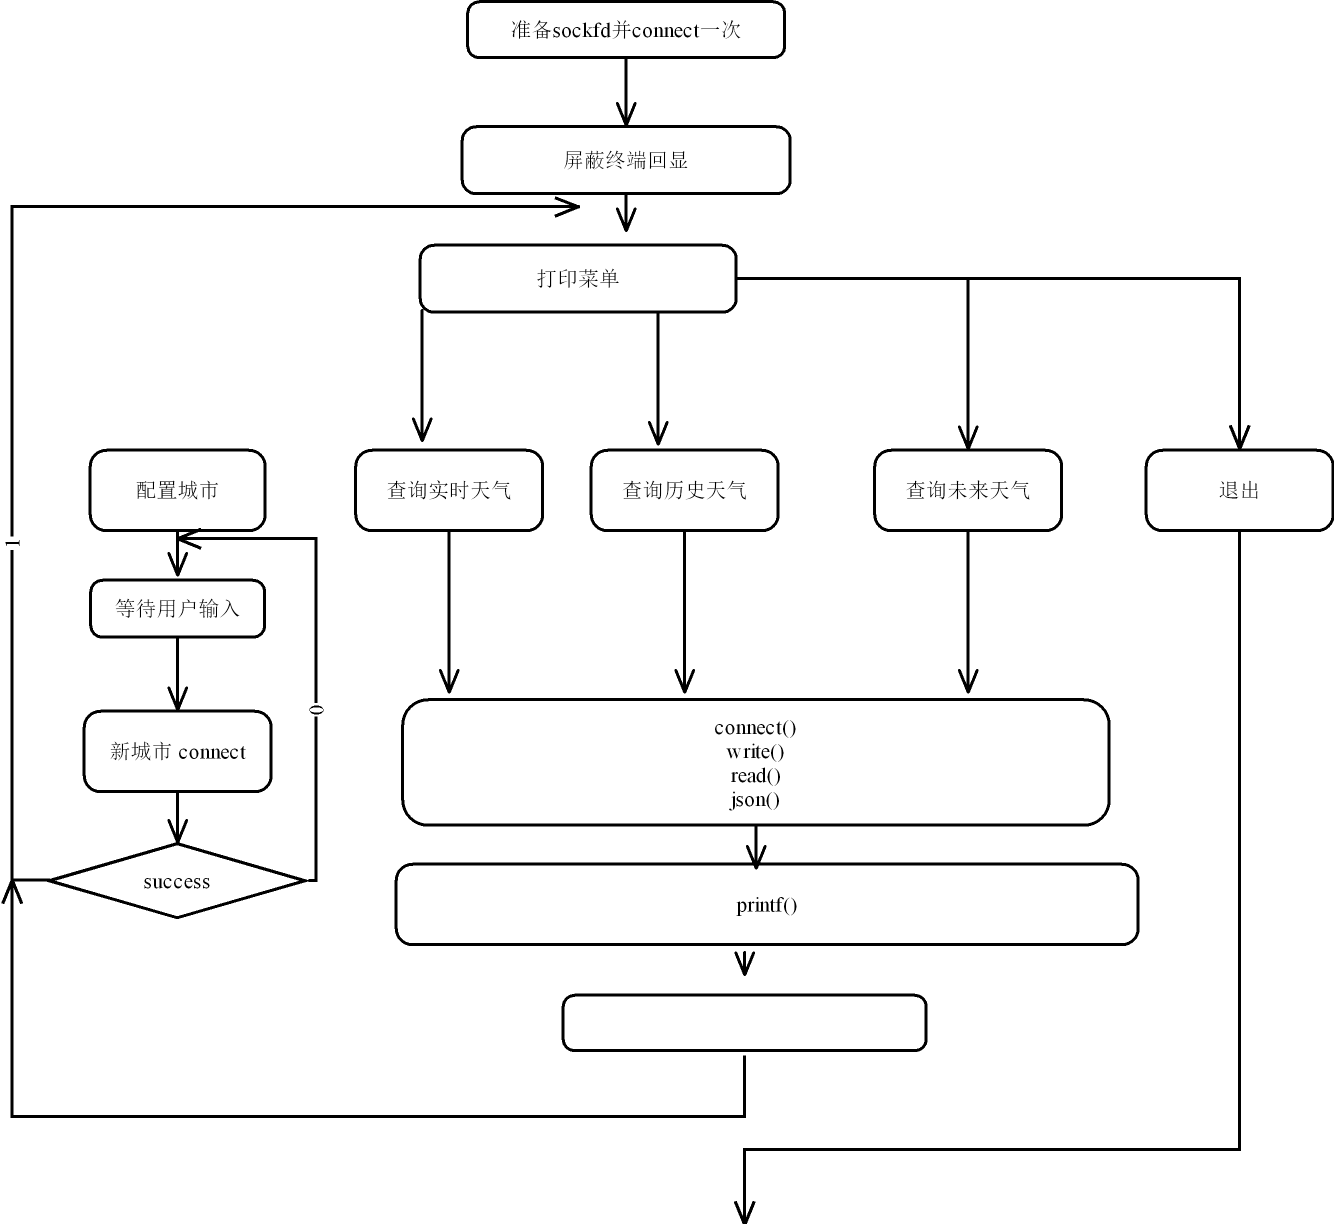 准备sockfd并connect一次
屏蔽终端回显
打印菜单
配置城市
查询实时天气
查询历史天气
查询未来天气
退出
1
等待用户输入
0
新城市 connect
connect()
write()
read()
json()
success
printf()